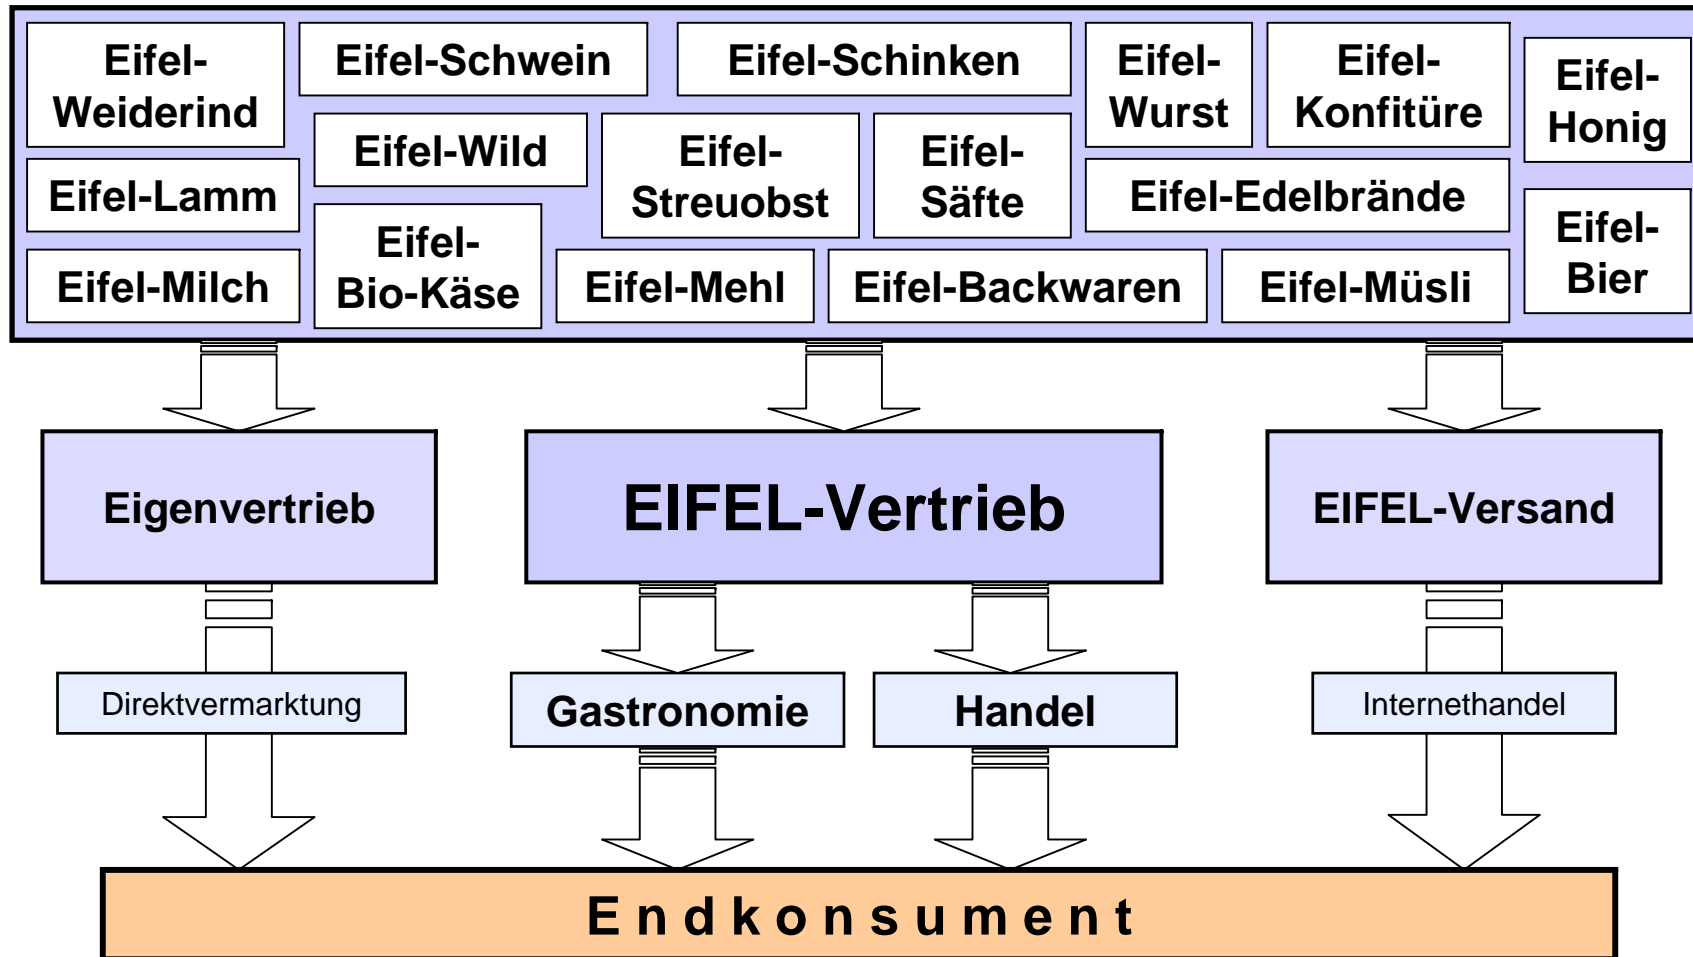 Eifel-
Weiderind
Eifel-Schwein
Eifel-Schinken
Eifel-
Wurst
Eifel-
Konfitüre
Eifel-
Honig
Eifel-Lamm
Eifel-Wild
Eifel-
Streuobst
Eifel-
Säfte
Eifel-Edelbrände
Eifel-Milch
Eifel-
Bio-Käse
Eifel-Mehl
Eifel-Backwaren
Eifel-Müsli
Eifel-
Bier
Eigenvertrieb
EIFEL-Vertrieb
EIFEL-Versand
Direktvermarktung
Gastronomie
Handel
Internethandel
Endkonsument